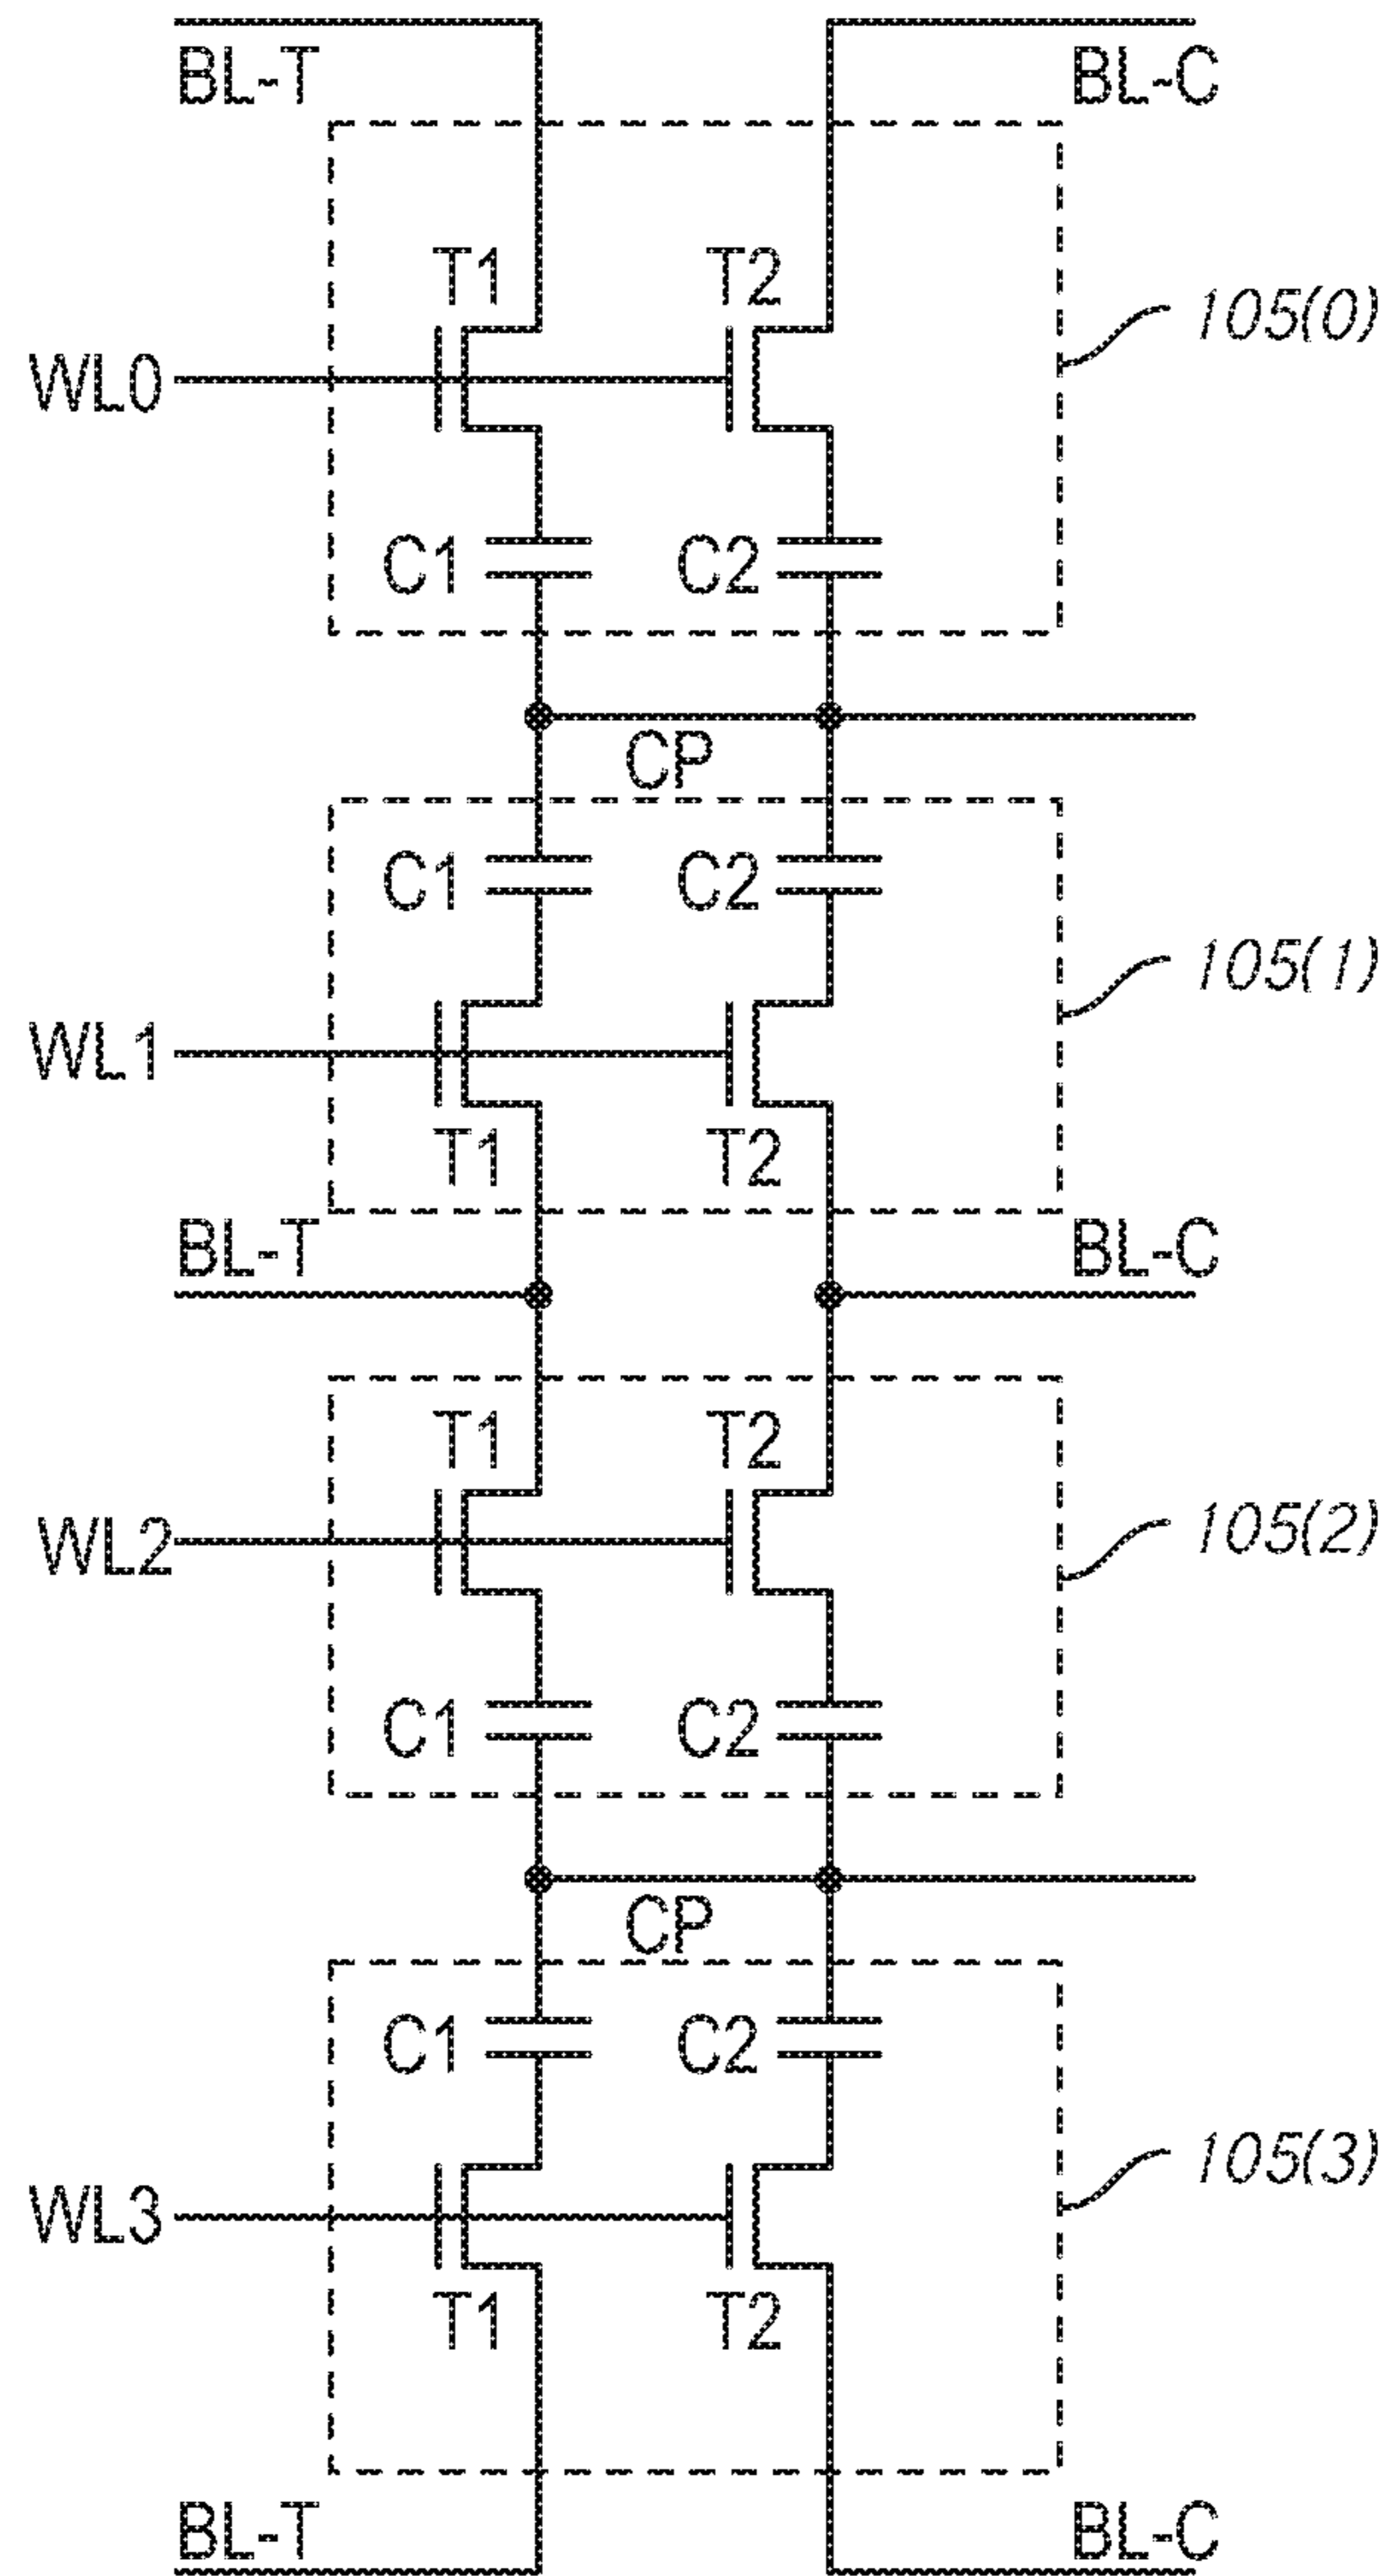 BL-T BL-C
T1 T2
105(0)
WL0
C1 C2
CP
C1 C2
105(1)
WL1
T1 T2
BL-T BL-C
T1 T2
105(2)
WL2
C1 C2
CP
C1 C2
105(3)
WL3
T1 T2
BL-T BL-C